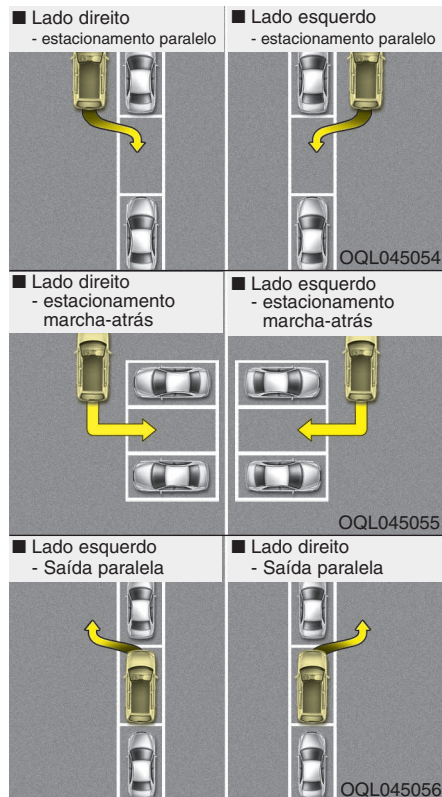 ■ Lado direito
- estacionamento paralelo
■ Lado esquerdo
- estacionamento paralelo
OQL045054
■ Lado direito
- estacionamento
marcha-atrás
■ Lado esquerdo
- estacionamento
marcha-atrás
OQL045055
■ Lado esquerdo
- Saída paralela
■ Lado direito
- Saída paralela
OQL045056